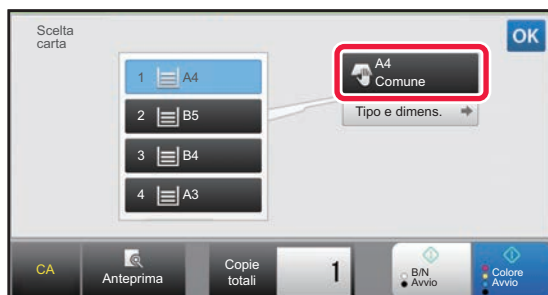 Scelta
carta
OK
1 A4
2 B5
3 B4
4 A3
A4
Comune
Tipo e dimens.
CA
Anteprima
Copie
totali
1
B/N
Avvio
Colore
Avvio